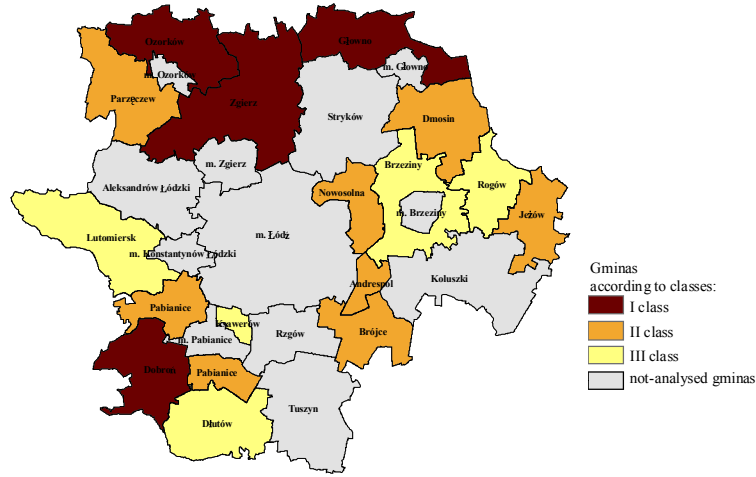 Ozorków
Głowno
m. Ozorków
m. Głowno
Zgierz
Parzęczew
Stryków
Dmosin
m. Zgierz
Brzeziny
Aleksandrów Łódzki
Nowosolna
Rogów
m. Brzeziny
Jeżów
m. Łódź
Lutomiersk
m. Konstantynów Łódzki
Koluszki
Andrespol
Pabianice
Ksawerów
m. Pabianice
Rzgów
Brójce
Dobroń
Pabianice
Tuszyn
Dłutów
Gminas
according to classes:
I class
II class
III class
not-analysed gminas